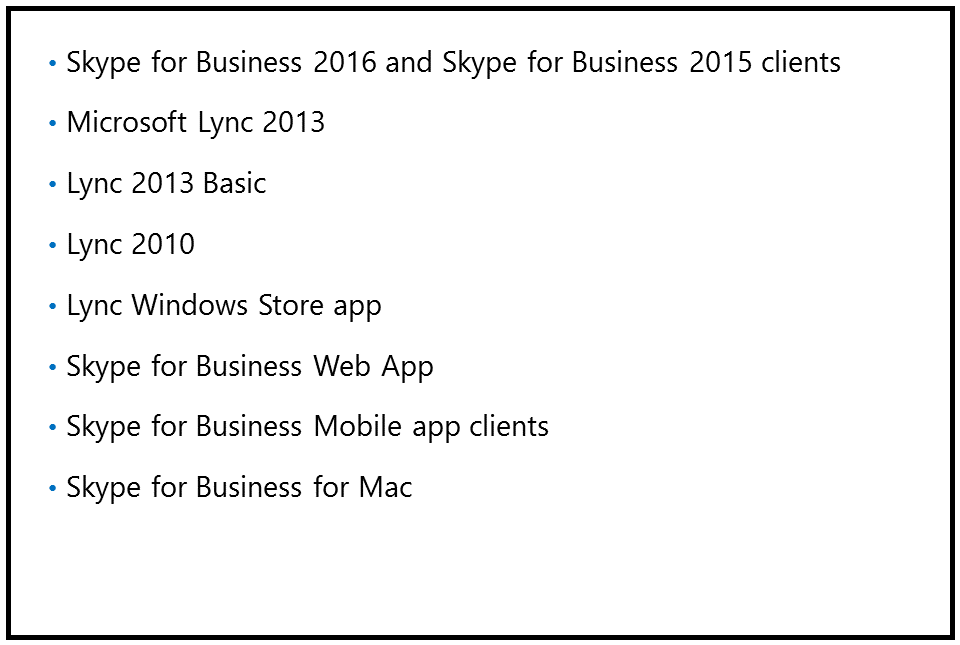 • Skype for Business 2016 and Skype for Business 2015 clients
• Microsoft Lync 2013
• Lync 2013 Basic
• Lync 2010
• Lync Windows Store app
• Skype for Business Web App
• Skype for Business Mobile app clients
• Skype for Business for Mac